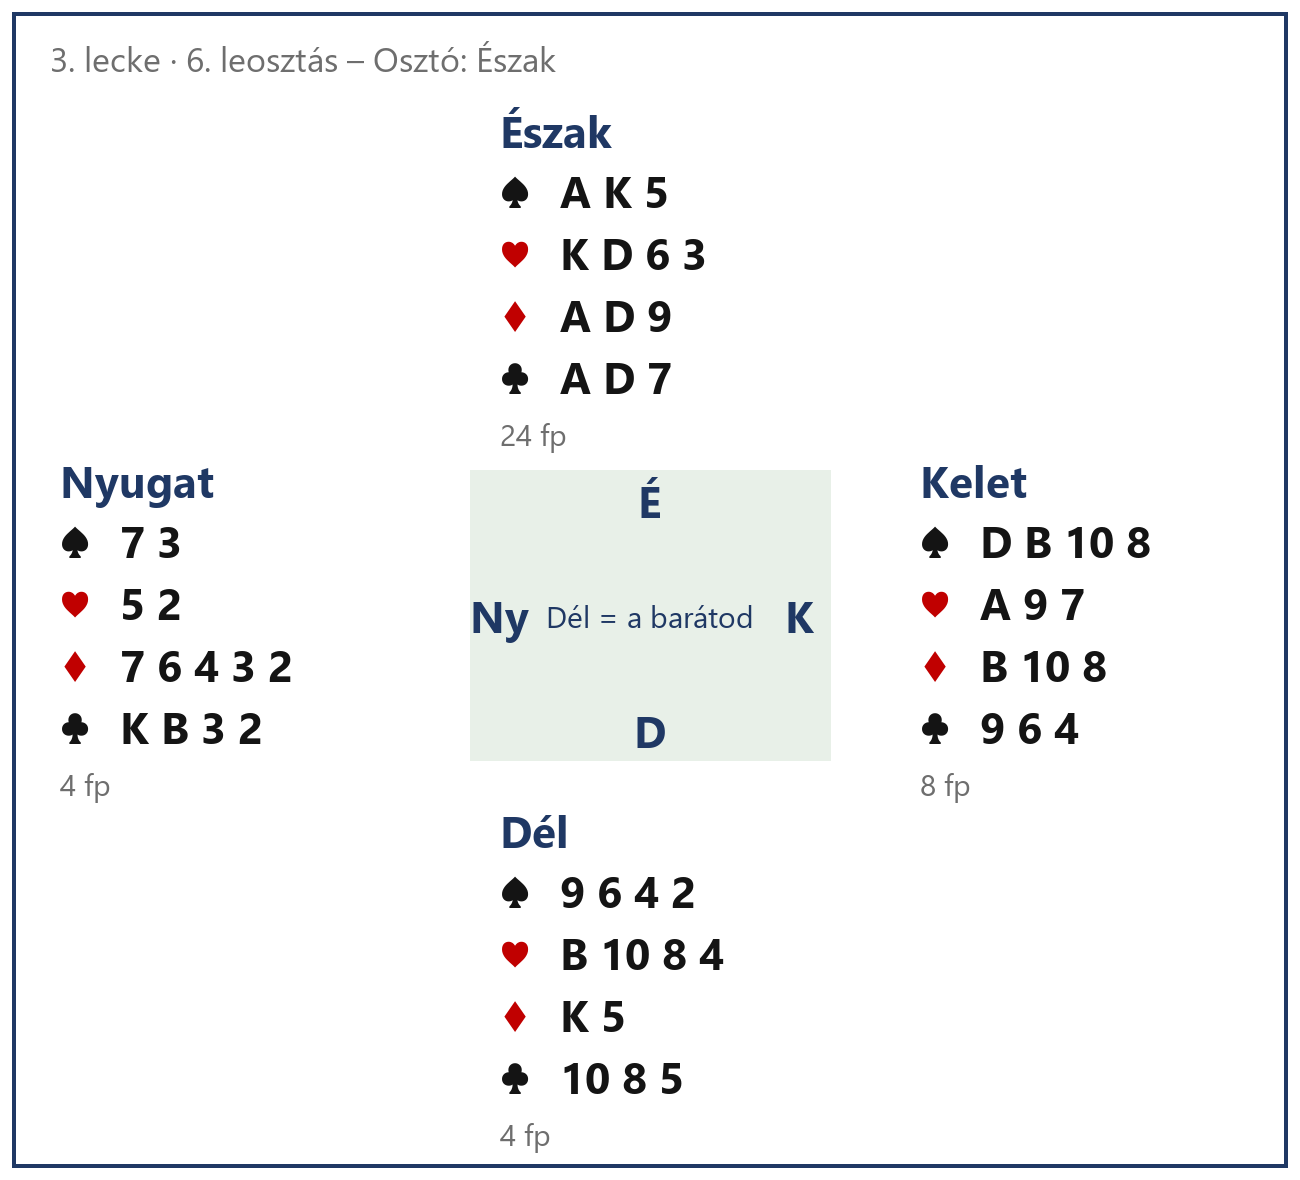 3. lecke · 6. leosztás – Osztó: Észak
Észak
♠ A K 5
♥ K D 6 3
♦ A D 9
♣ A D 7
24 fp
Nyugat
♠ 7 3
♥ 5 2
♦ 7 6 4 3 2
♣ K B 3 2
4 fp
É
Ny Dél = a barátod K
D
Kelet
♠ D B 10 8
♥ A 9 7
♦ B 10 8
♣ 9 6 4
8 fp
Dél
♠ 9 6 4 2
♥ B 10 8 4
♦ K 5
♣ 10 8 5
4 fp